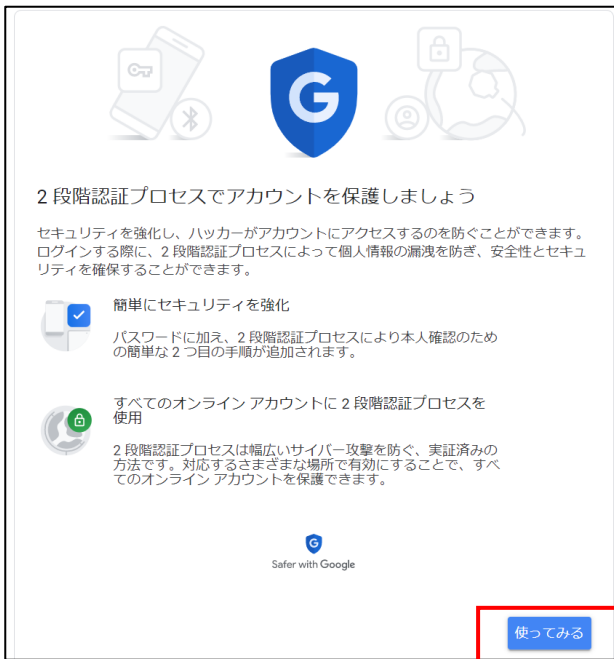 G
2 段階認証プロセスでアカウントを保護しましょう
セキュリティを強化し、ハッカーがアカウントにアクセスするのを防ぐことができます。
ログインする際に、2 段階認証プロセスによって個人情報の漏洩を防ぎ、安全性とセキュ
リティを確保することができます。
簡単にセキュリティを強化
パスワードに加え、2 段階認証プロセスにより本人確認のため
の簡単な 2 つ目の手順が追加されます。
すべてのオンライン アカウントに 2 段階認証プロセスを
使用
2 段階認証プロセスは幅広いサイバー攻撃を防ぐ、実証済みの
方法です。対応するさまざまな場所で有効にすることで、すべ
てのオンライン アカウントを保護できます。
G
Safer with Google
使ってみる